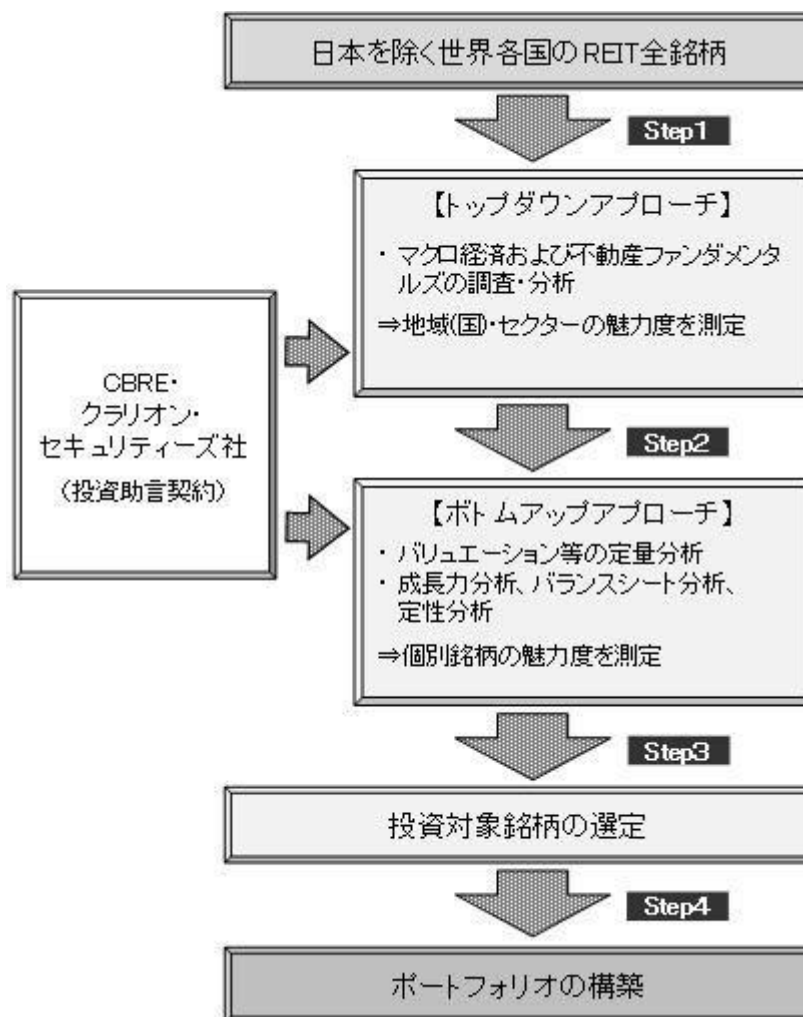 日本を除く世界各国のREIT全銘柄
Step1
【トップダウンアプローチ】
・ マクロ経済および不動産ファンダメンタ
ルズの調査・分析
⇒地域(国)・セクターの魅力度を測定
CBRE・
クラリオン・
セキュリティーズ社
(投資助言契約)
Step2
【ボトムアップアプローチ】
・ バリュエーション等の定量分析
・ 成長力分析、バランスシート分析、
定性分析
⇒個別銘柄の魅力度を測定
Step3
投資対象銘柄の選定
Step4
ポートフォリオの構築